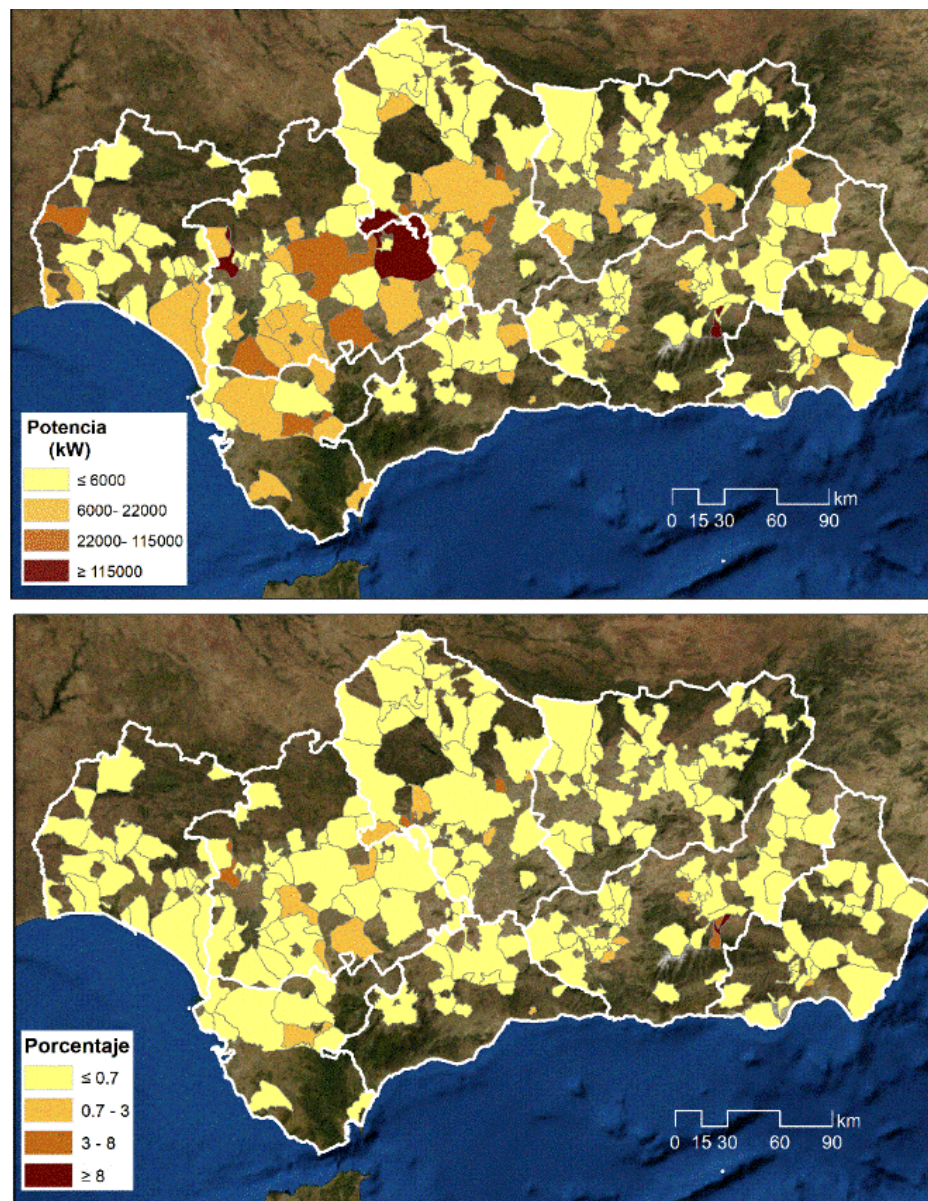 Potencia
(kW)
≤ 6000
6000- 22000
22000- 115000
≥ 115000
km
0 15 30 60 90
Porcentaje
≤ 0.7
0.7 - 3
3 - 8
≥ 8
km
0 15 30 60 90